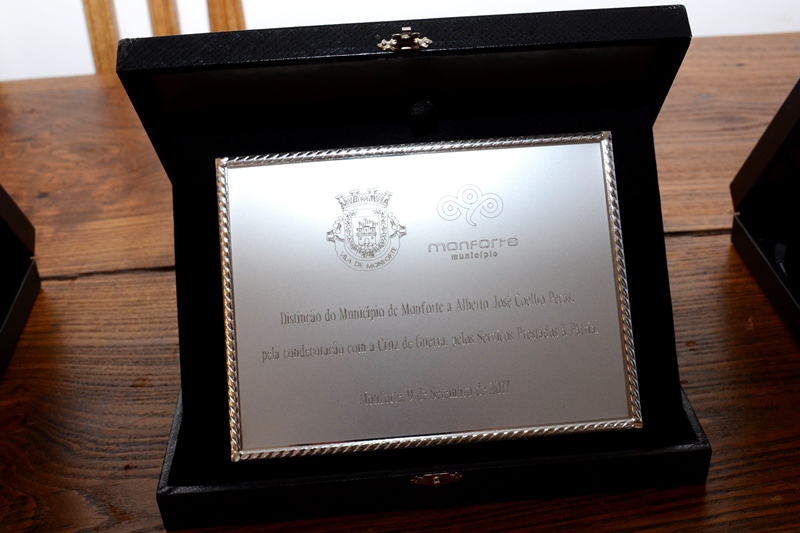 VILA DE MONFORTE
monforte
município
Distinção do Município de Monforte a Alberto José Coelho
pela condecoração com a Cruz de Guerra, pelos Serviços Prestados à Pátria.
Monforte, 9 de Setembro de 2017